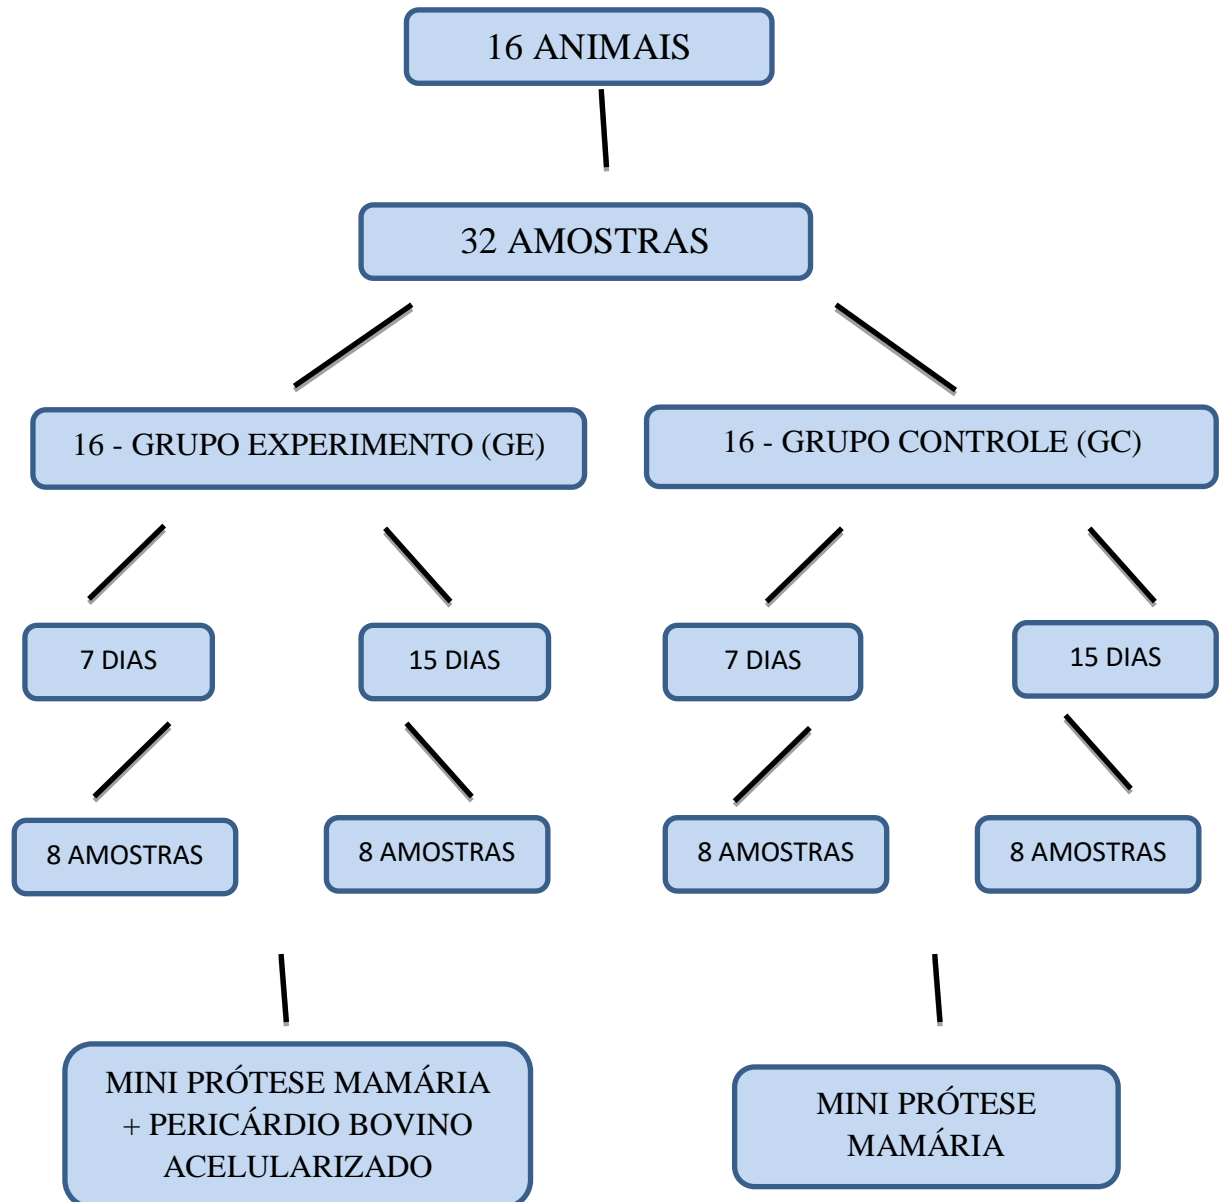 16 ANIMAIS
32 AMOSTRAS
16 - GRUPO EXPERIMENTO (GE)
16 - GRUPO CONTROLE (GC)
7 DIAS
15 DIAS
7 DIAS
15 DIAS
8 AMOSTRAS
8 AMOSTRAS
8 AMOSTRAS
8 AMOSTRAS
MINI PRÓTESE MAMÁRIA
+ PERICÁRDIO BOVINO
ACELULARIZADO
MINI PRÓTESE
MAMÁRIA